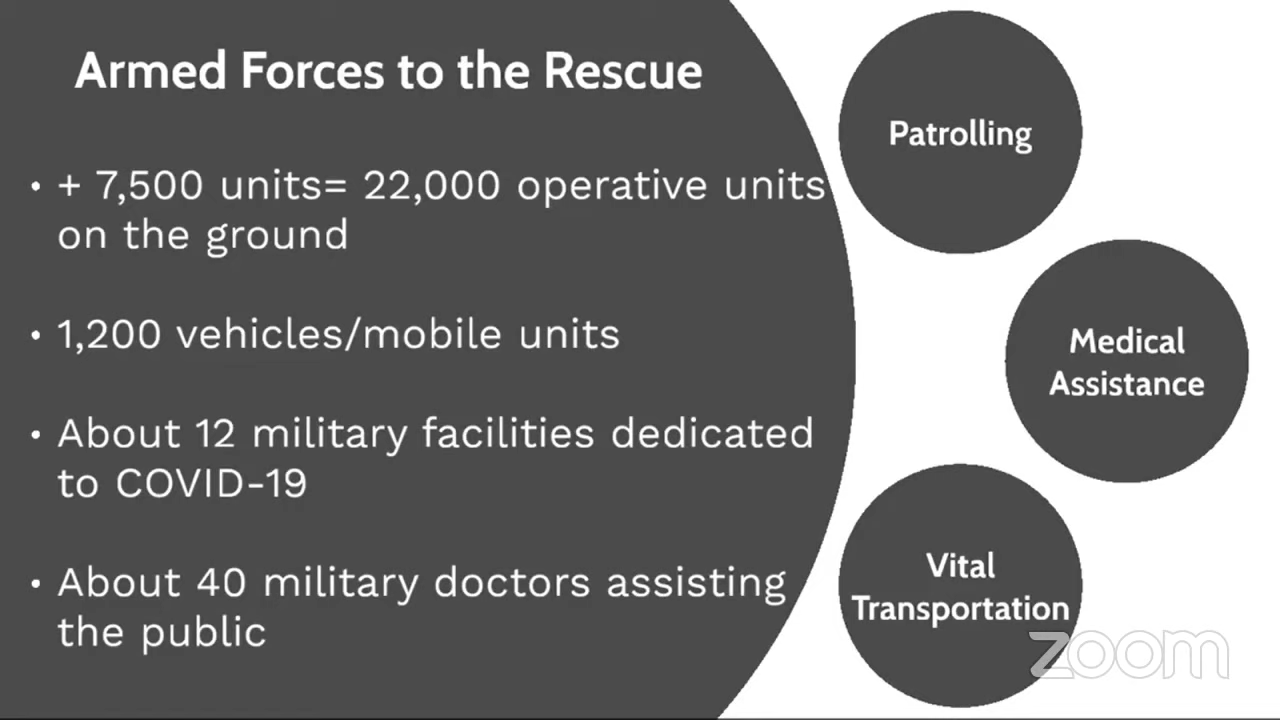 Armed Forces to the Rescue
• + 7,500 units= 22,000 operative units
on the ground
• 1,200 vehicles/mobile units
• About 12 military facilities dedicated
to COVID-19
• About 40 military doctors assisting
the public
Patrolling
Medical
Assistance
Vital
Transportation
zoom